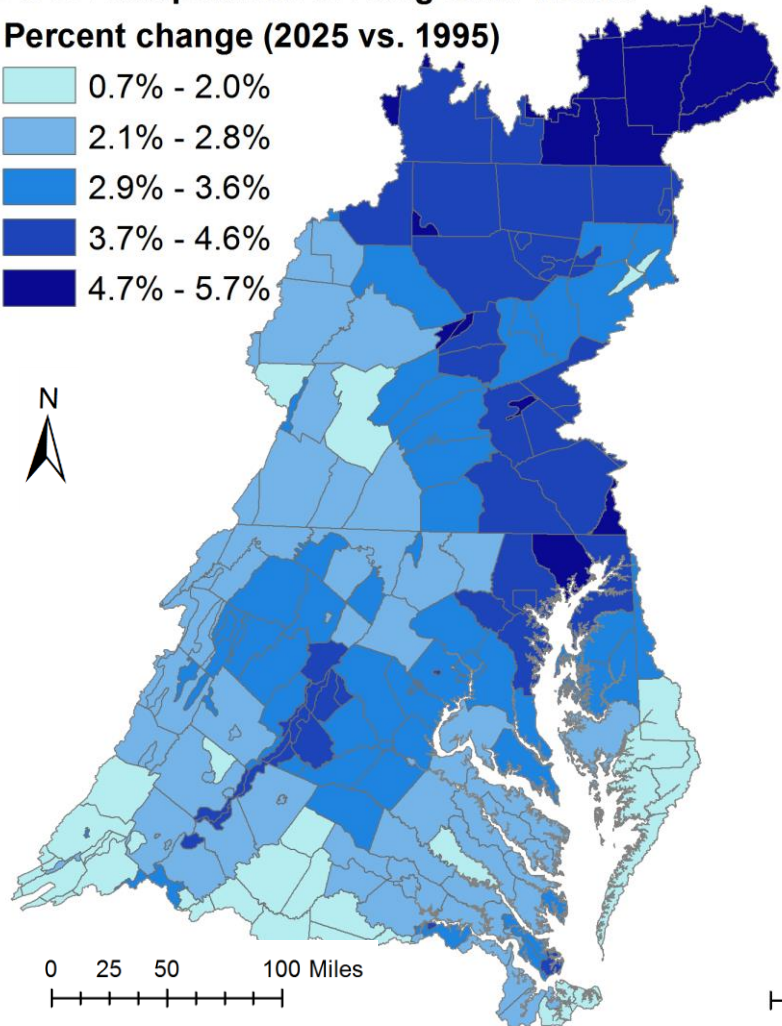 Percent change (2025 vs. 1995)
0.7% - 2.0%
2.1% - 2.8%
2.9% - 3.6%
3.7% - 4.6%
4.7% - 5.7%
N
0 25 50 100 Miles